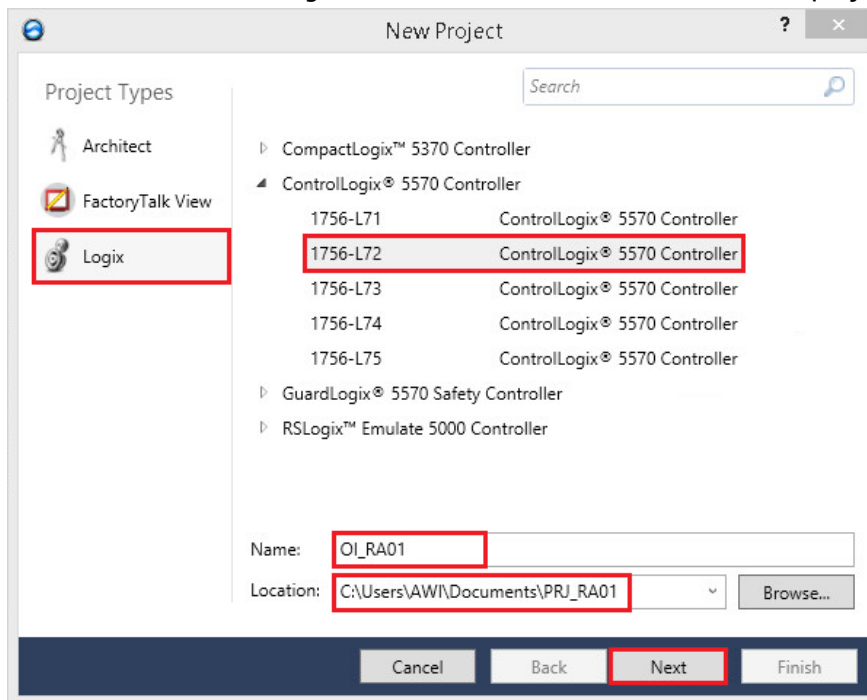 New Project
?
×
Project Types
Search
Architect
FactoryTalk View
Logix
CompactLogix™ 5370 Controller
ControlLogix® 5570 Controller
1756-L71 ControlLogix® 5570 Controller
1756-L72 ControlLogix® 5570 Controller
1756-L73 ControlLogix® 5570 Controller
1756-L74 ControlLogix® 5570 Controller
1756-L75 ControlLogix® 5570 Controller
GuardLogix® 5570 Safety Controller
RSLogix™ Emulate 5000 Controller
Name: OI_RA01
Location: C:\Users\AWI\Documents\PRJ_RA01
Browse...
Cancel Back Next Finish